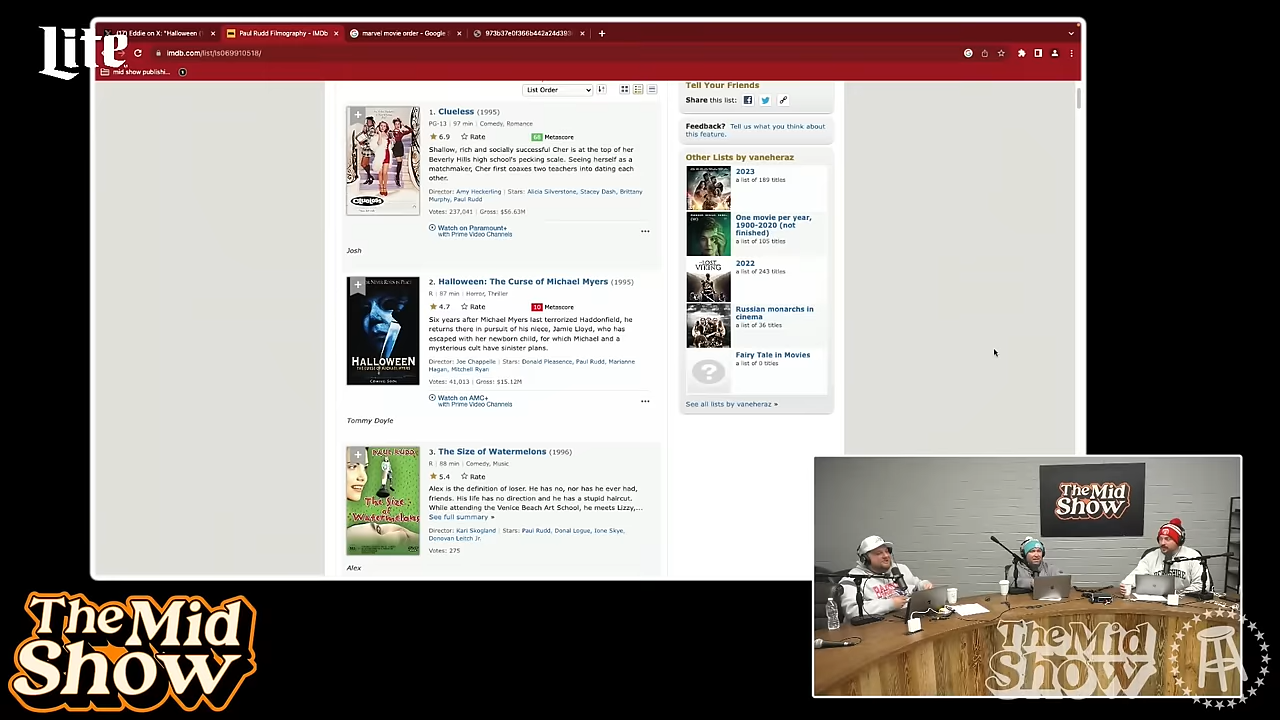 Lite
(17) Eddie on X: "Halloween (
Paul Rudd Filmography - IMDb
marvel movie order - Google
973b37e0f366b442a24d393
imdb.com/list/ls069910518/
mid show publishi...
List Order
1. Clueless (1995)
PG-13 | 97 min | Comedy, Romance
6.9 Rate 68 Metascore
Shallow, rich and socially successful Cher is at the top of her
Beverly Hills high school's pecking scale. Seeing herself as a
matchmaker, Cher first coaxes two teachers into dating each
other.
Director: Amy Heckerling | Stars: Alicia Silverstone, Stacey Dash, Brittany
Murphy, Paul Rudd
Votes: 237,041 | Gross: $56.63M
Watch on Paramount+
with Prime Video Channels
Josh
CLUELESS
2. Halloween: The Curse of Michael Myers (1995)
R | 87 min | Horror, Thriller
4.7 Rate 10 Metascore
Six years after Michael Myers last terrorized Haddonfield, he
returns there in pursuit of his niece, Jamie Lloyd, who has
escaped with her newborn child, for which Michael and a
mysterious cult have sinister plans.
Director: Joe Chappelle | Stars: Donald Pleasence, Paul Rudd, Marianne
Hagan, Mitchell Ryan
Votes: 41,013 | Gross: $15.12M
Watch on AMC+
with Prime Video Channels
Tommy Doyle
HALLOWEEN
THE CURSE OF MICHAEL MYERS
COMING SOON
3. The Size of Watermelons (1996)
R | 88 min | Comedy, Music
5.4 Rate
Alex is the definition of loser. He has no, nor has he ever had,
friends. His life has no direction and he has a stupid haircut.
While attending the Venice Beach Art School, he meets Lizzy,...
See full summary »
Director: Kari Skogland | Stars: Paul Rudd, Donal Logue, Ione Skye,
Donovan Leitch Jr.
Votes: 275
Alex
PAUL RUDD
The Size
of
Watermelons
Tell Your Friends
Share this list:
Feedback? Tell us what you think about
this feature.
Other Lists by vaneheraz
2023
a list of 189 titles
One movie per year,
1900-2020 (not
finished)
a list of 105 titles
2022
a list of 243 titles
LOST
VIKING
Russian monarchs in
cinema
a list of 36 titles
Fairy Tale in Movies
a list of 0 titles
See all lists by vaneheraz »
The Mid
Show
The Mid
Show
The Mid
Show